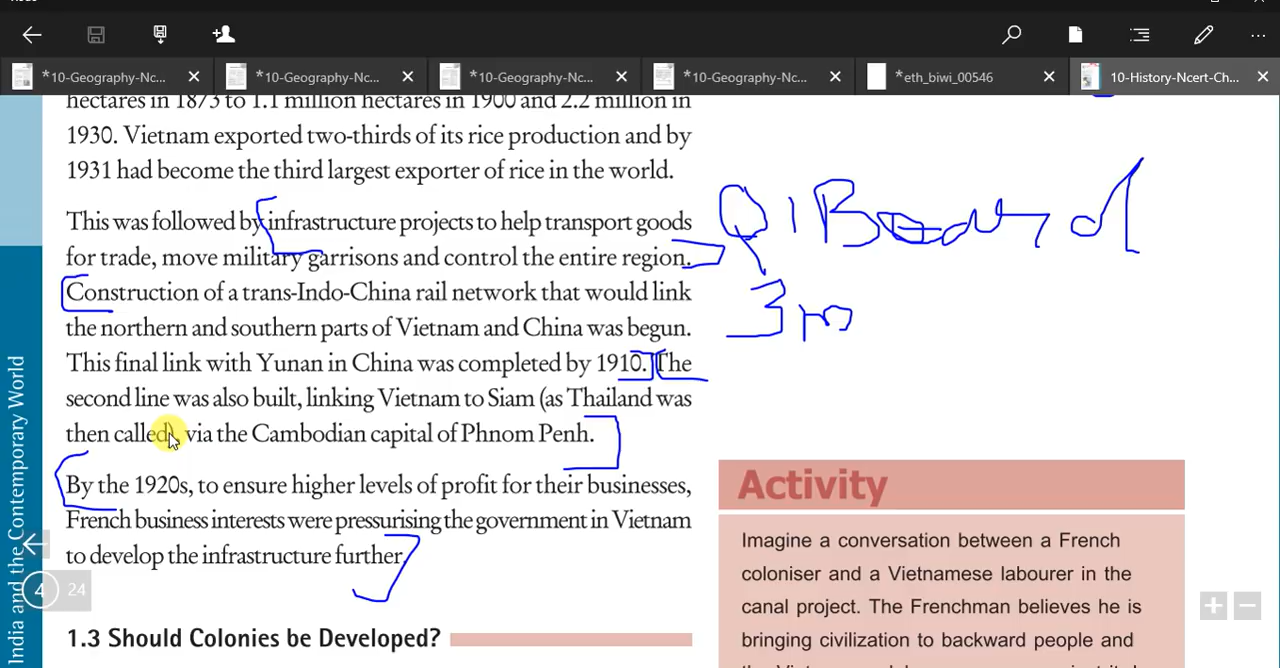 *10-Geography-Nc...
*10-Geography-Nc...
*10-Geography-Nc...
*10-Geography-Nc...
*eth_biwi_00546
10-History-Ncert-Ch...
hectares in 1873 to 1.1 million hectares in 1900 and 2.2 million in
1930. Vietnam exported two-thirds of its rice production and by
1931 had become the third largest exporter of rice in the world.
This was followed by infrastructure projects to help transport goods
for trade, move military garrisons and control the entire region.
Construction of a trans-Indo-China rail network that would link
the northern and southern parts of Vietnam and China was begun.
This final link with Yunan in China was completed by 1910. The
second line was also built, linking Vietnam to Siam (as Thailand was
then called), via the Cambodian capital of Phnom Penh.
By the 1920s, to ensure higher levels of profit for their businesses,
French business interests were pressurising the government in Vietnam
to develop the infrastructure further.
1.3 Should Colonies be Developed?
Q1 Board
3 m
Activity
Imagine a conversation between a French
coloniser and a Vietnamese labourer in the
canal project. The Frenchman believes he is
bringing civilization to backward people and
India and the Contemporary World
4 24